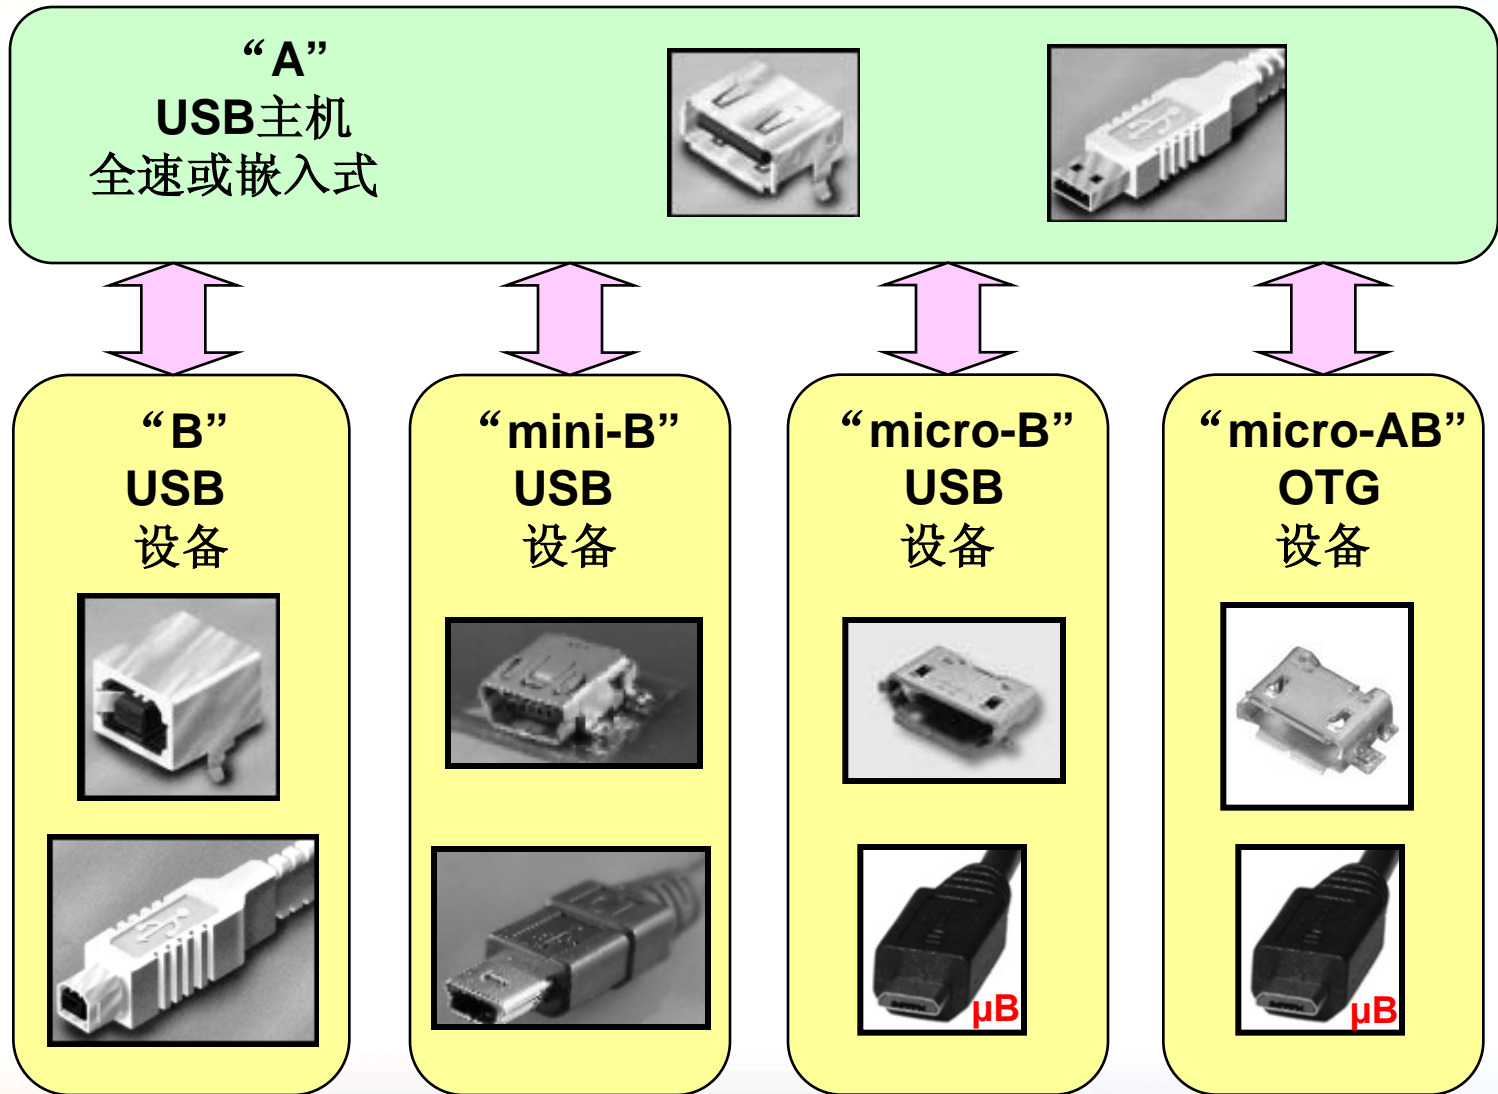 “A”
USB主机
全速或嵌入式
“B”
USB
设备
“mini-B”
USB
设备
“micro-B”
USB
设备
“micro-AB”
OTG
设备
μB
μB